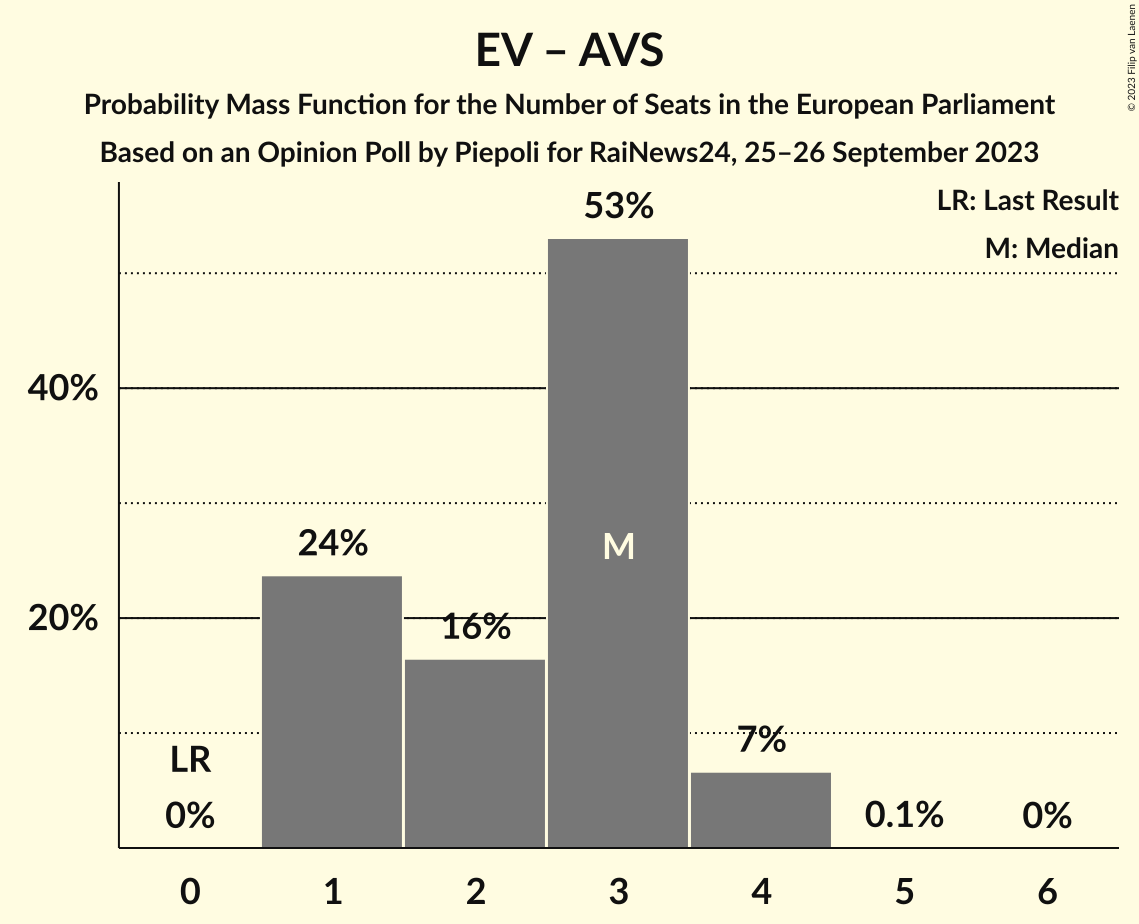 EV – AVS
Probability Mass Function for the Number of Seats in the European Parliament
Based on an Opinion Poll by Piepoli for RaiNews24, 25–26 September 2023
© 2023 Filip van Laenen
LR: Last Result
M: Median
53%
40%
24%
M
20%
16%
7%
LR
0%
0.1%
0%
0 1 2 3 4 5 6